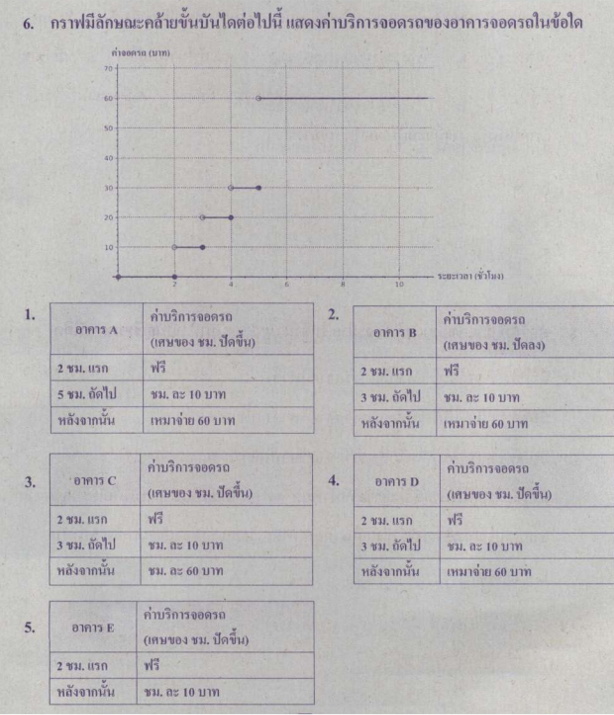 6. กราฟมีลักษณะคล้ายขั้นบันไดต่อไปนี้ แสดงค่าบริการจอดรถของอาคารจอดรถในข้อใด
ค่าจอดรถ (บาท)
70
60
50
40
30
20
10
2 4 6 8 10
ระยะเวลา (ชั่วโมง)
1.
อาคาร A
ค่าบริการจอดรถ
(เศษของ ชม. ปัดขึ้น)
2 ชม. แรก ฟรี
5 ชม. ถัดไป ชม. ละ 10 บาท
หลังจากนั้น เหมาจ่าย 60 บาท
2.
อาคาร B
ค่าบริการจอดรถ
(เศษของ ชม. ปัดลง)
2 ชม. แรก ฟรี
3 ชม. ถัดไป ชม. ละ 10 บาท
หลังจากนั้น เหมาจ่าย 60 บาท
3.
อาคาร C
ค่าบริการจอดรถ
(เศษของ ชม. ปัดขึ้น)
2 ชม. แรก ฟรี
3 ชม. ถัดไป ชม. ละ 10 บาท
หลังจากนั้น ชม. ละ 60 บาท
4.
อาคาร D
ค่าบริการจอดรถ
(เศษของ ชม. ปัดขึ้น)
2 ชม. แรก ฟรี
3 ชม. ถัดไป ชม. ละ 10 บาท
หลังจากนั้น เหมาจ่าย 60 บาท
5.
อาคาร E
ค่าบริการจอดรถ
(เศษของ ชม. ปัดขึ้น)
2 ชม. แรก ฟรี
หลังจากนั้น ชม. ละ 10 บาท